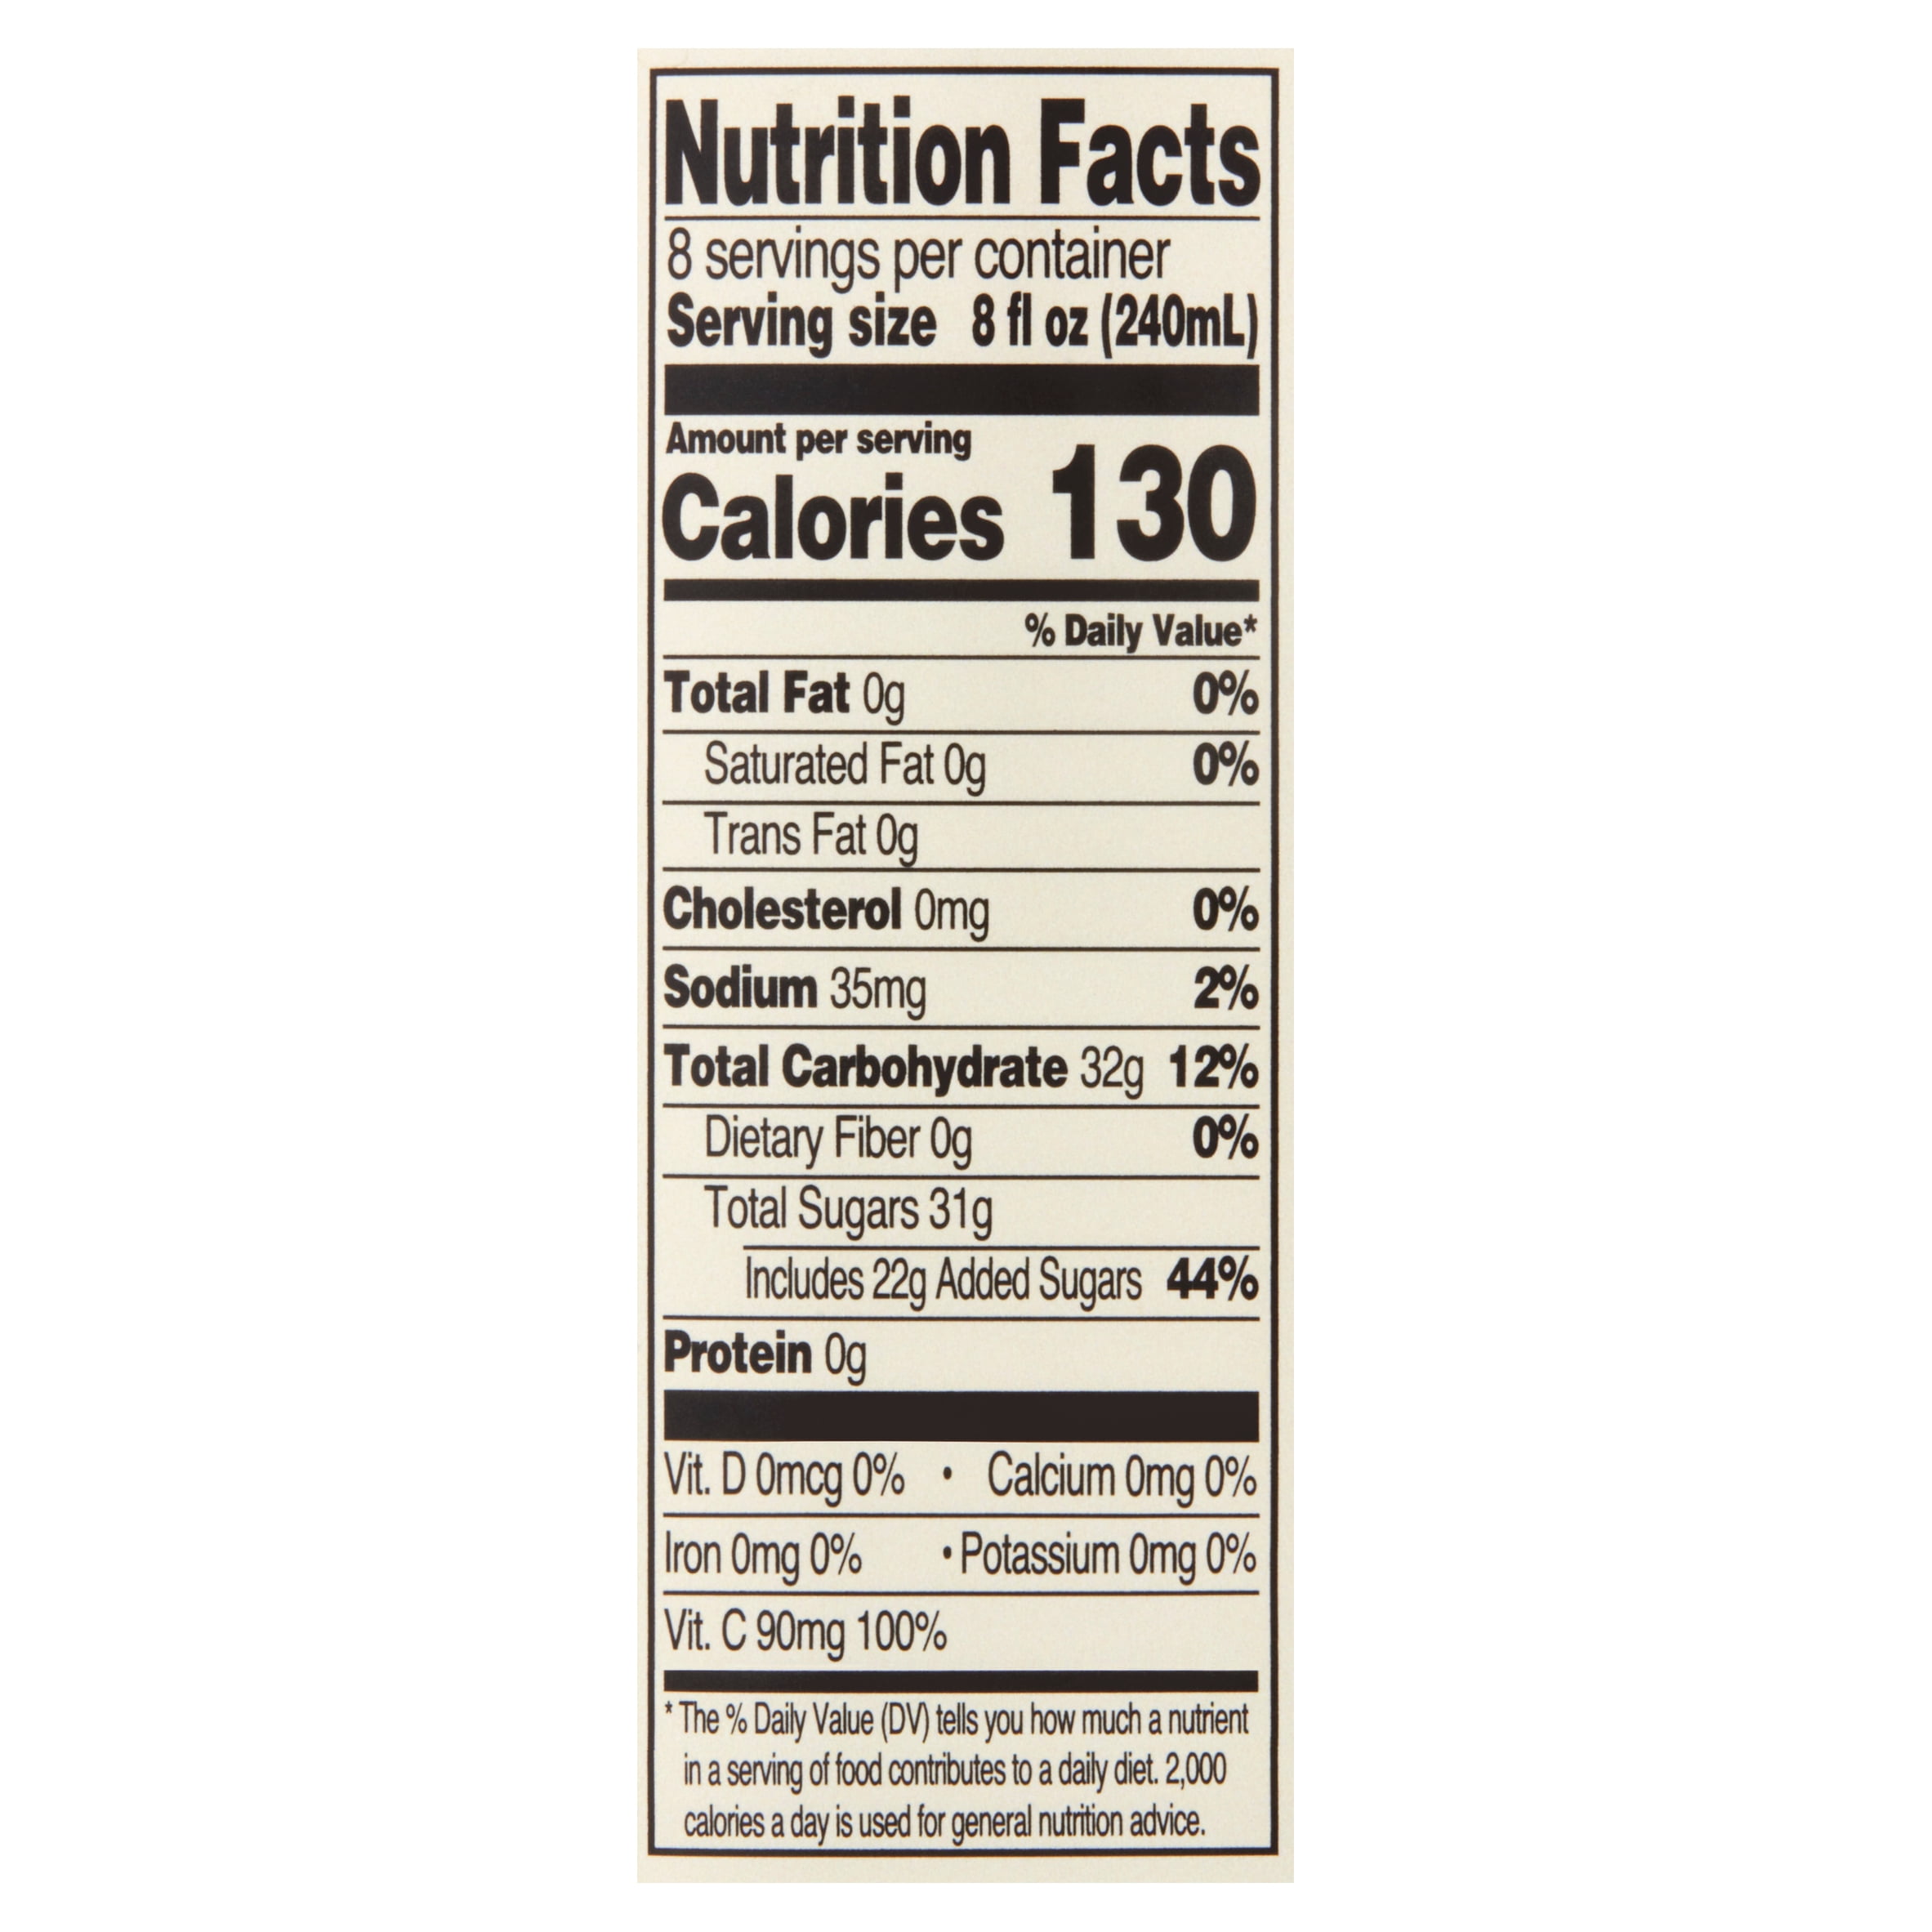 Nutrition Facts
8 servings per container
Serving size 8 fl oz (240mL)
Amount per serving
Calories 130
% Daily Value*
Total Fat 0g 0%
Saturated Fat 0g 0%
Trans Fat 0g
Cholesterol 0mg 0%
Sodium 35mg 2%
Total Carbohydrate 32g 12%
Dietary Fiber 0g 0%
Total Sugars 31g
Includes 22g Added Sugars 44%
Protein 0g
Vit. D 0mcg 0% • Calcium 0mg 0%
Iron 0mg 0% • Potassium 0mg 0%
Vit. C 90mg 100%
* The % Daily Value (DV) tells you how much a nutrient
in a serving of food contributes to a daily diet. 2,000
calories a day is used for general nutrition advice.